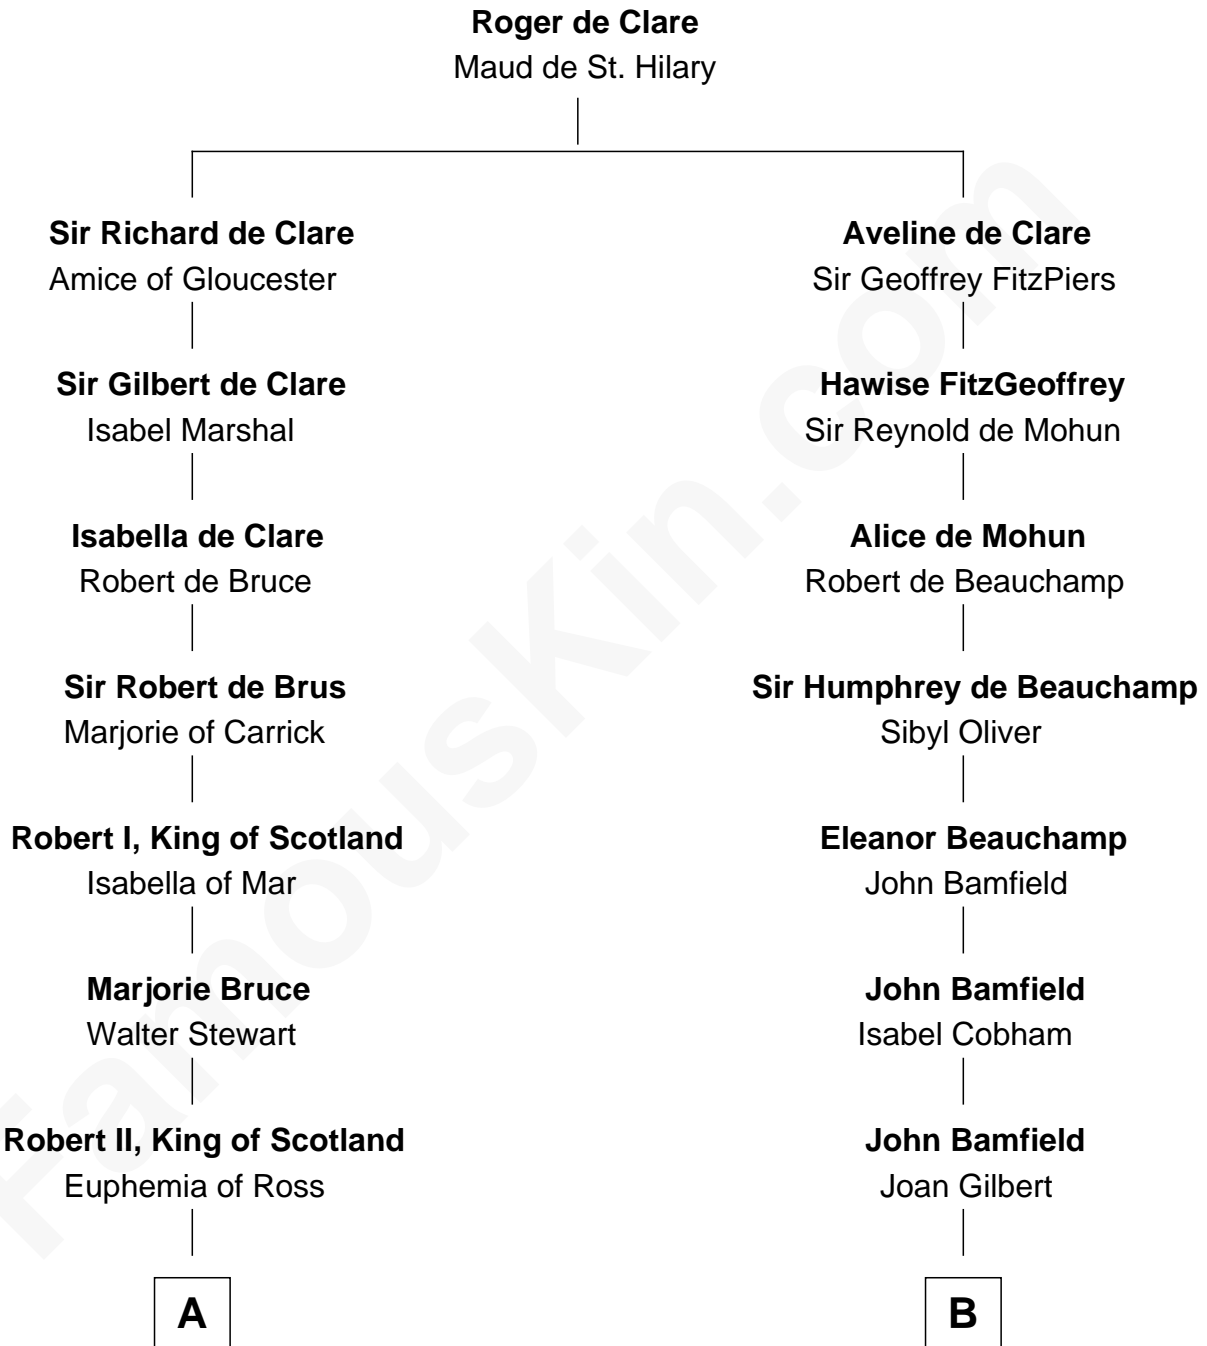 Roger de Clare
Maud de St. Hilary
Sir Richard de Clare
Amice of Gloucester
Sir Gilbert de Clare
Isabel Marshal
Isabella de Clare
Robert de Bruce
Sir Robert de Brus
Marjorie of Carrick
Robert I, King of Scotland
Isabella of Mar
Marjorie Bruce
Walter Stewart
Robert II, King of Scotland
Euphemia of Ross
A
Aveline de Clare
Sir Geoffrey FitzPiers
Hawise FitzGeoffrey
Sir Reynold de Mohun
Alice de Mohun
Robert de Beauchamp
Sir Humphrey de Beauchamp
Sibyl Oliver
Eleanor Beauchamp
John Bamfield
John Bamfield
Isabel Cobham
John Bamfield
Joan Gilbert
B
FamousKin.com